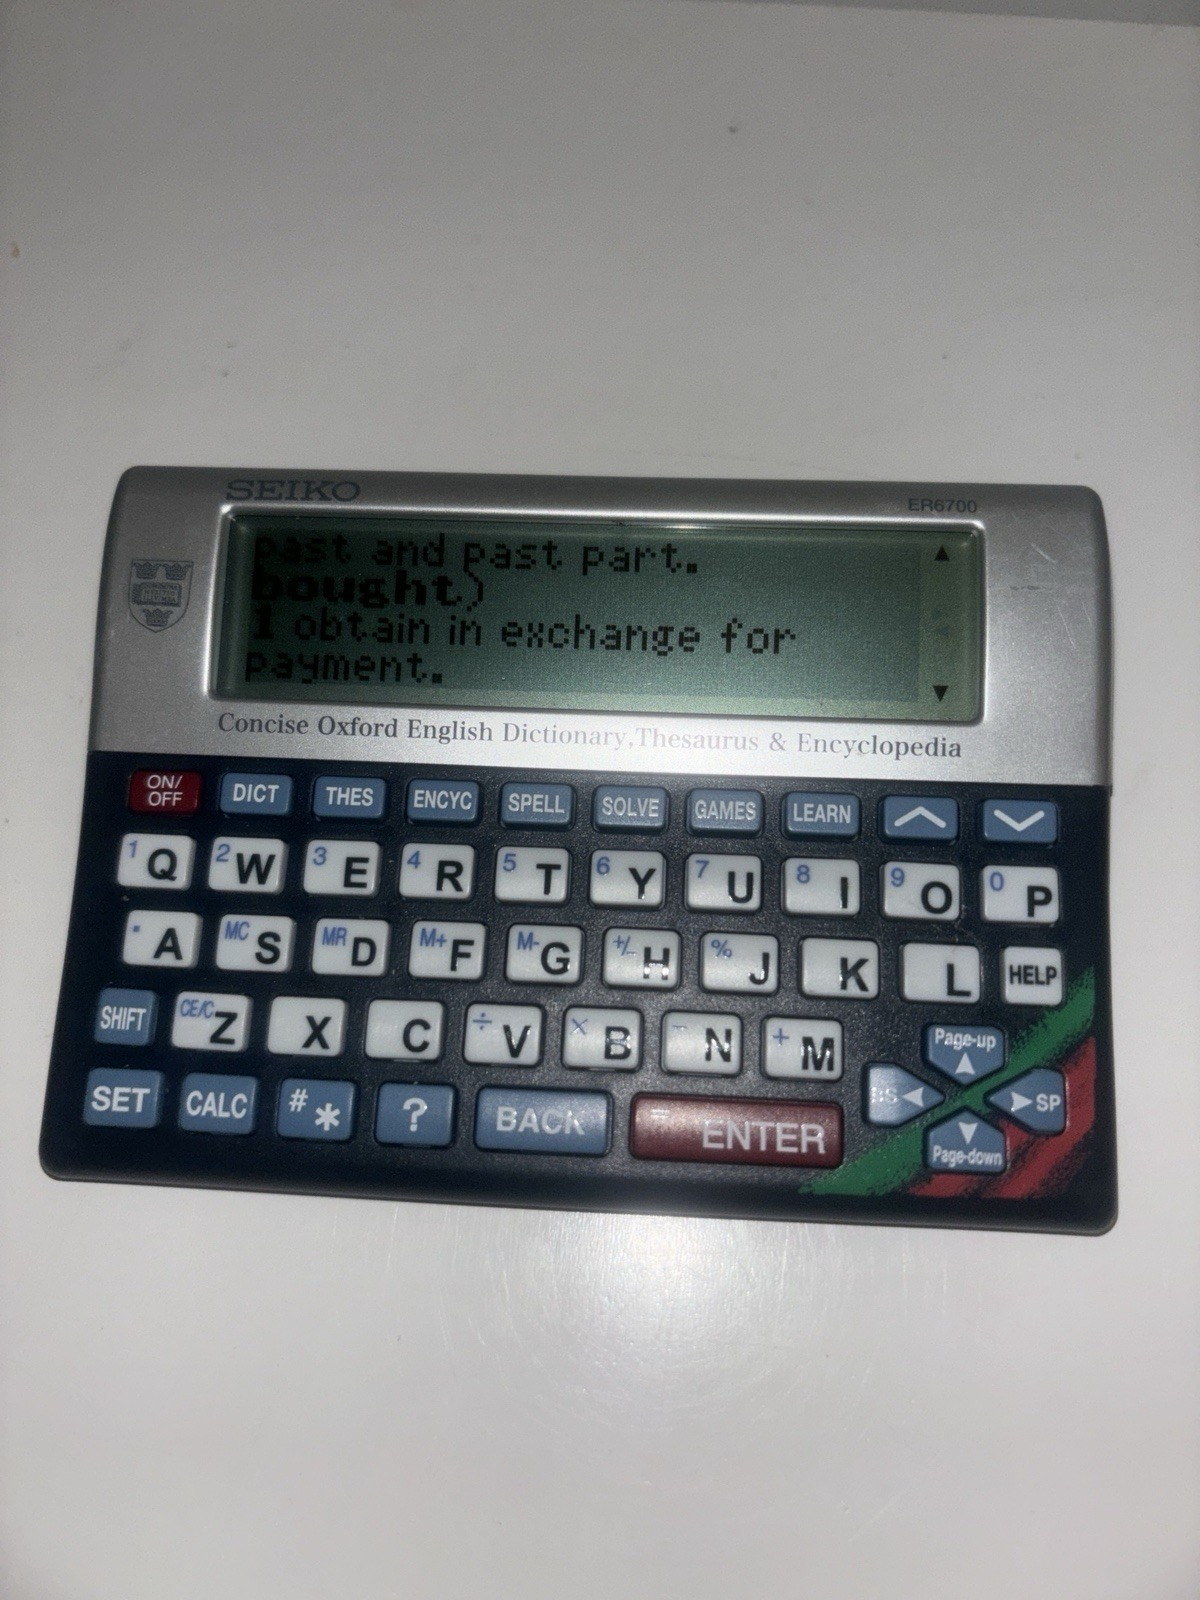 SEIKO
ER6700
past and past part.
bought)
1 obtain in exchange for
payment.
Concise Oxford English Dictionary, Thesaurus & Encyclopedia
ON/OFF DICT THES ENCYC SPELL SOLVE GAMES LEARN
1 Q 2 W 3 E 4 R 5 T 6 Y 7 U 8 I 9 O 0 P
. A MC S MR D M+ F M- G +/- H % J K L HELP
SHIFT CE/C Z X C ÷ V × B − N + M Page-up
SET CALC # * ? BACK = ENTER BS SP
Page-down